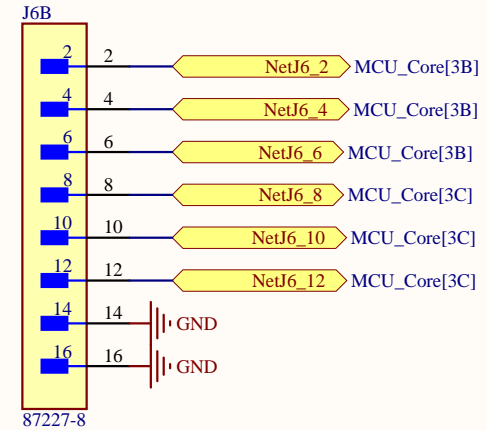 J6B
2 2 NetJ6_2 MCU_Core[3B]
4 4 NetJ6_4 MCU_Core[3B]
6 6 NetJ6_6 MCU_Core[3B]
8 8 NetJ6_8 MCU_Core[3C]
10 10 NetJ6_10 MCU_Core[3C]
12 12 NetJ6_12 MCU_Core[3C]
14 14 GND
16 16 GND
87227-8